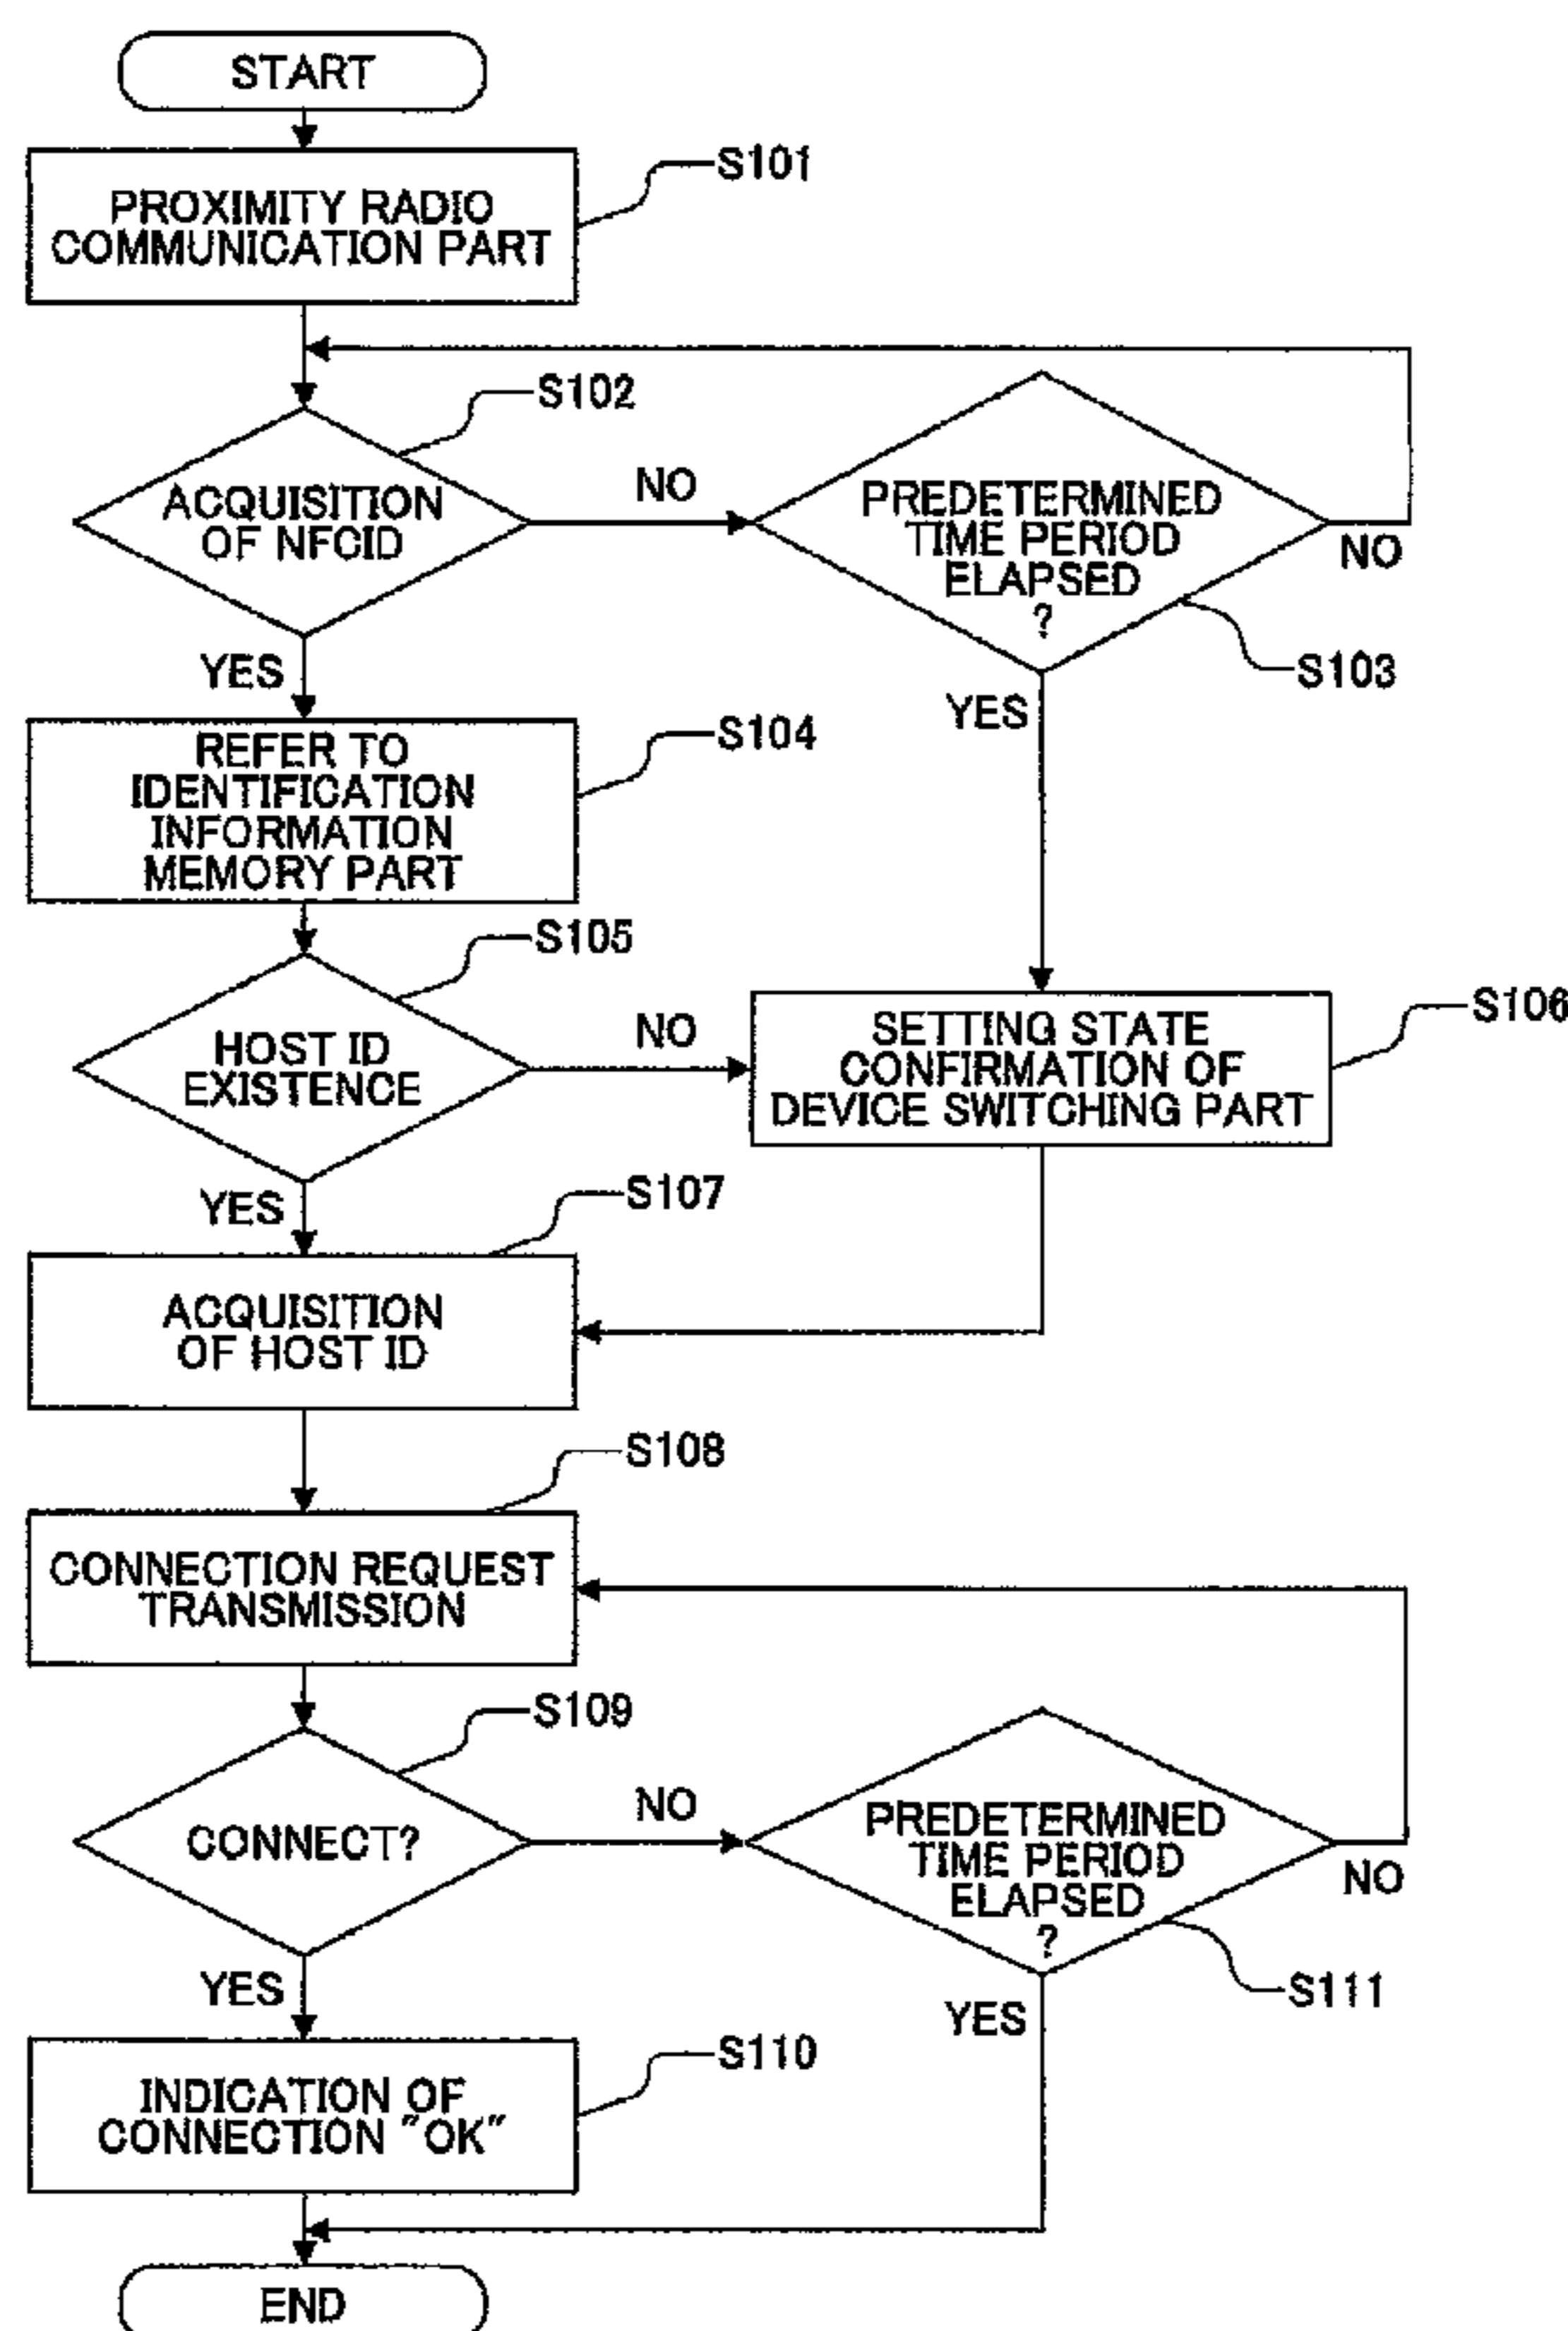 START
S101
PROXIMITY RADIO
COMMUNICATION PART
S102
ACQUISITION
OF NFCID
NO
PREDETERMINED
TIME PERIOD
ELAPSED
?
NO
S103
YES
YES
S104
REFER TO
IDENTIFICATION
INFORMATION
MEMORY PART
S105
HOST ID
EXISTENCE
NO
S106
SETTING STATE
CONFIRMATION OF
DEVICE SWITCHING PART
YES
S107
ACQUISITION
OF HOST ID
S108
CONNECTION REQUEST
TRANSMISSION
S109
CONNECT?
NO
PREDETERMINED
TIME PERIOD
ELAPSED
?
NO
S111
YES
YES
S110
INDICATION OF
CONNECTION "OK"
END